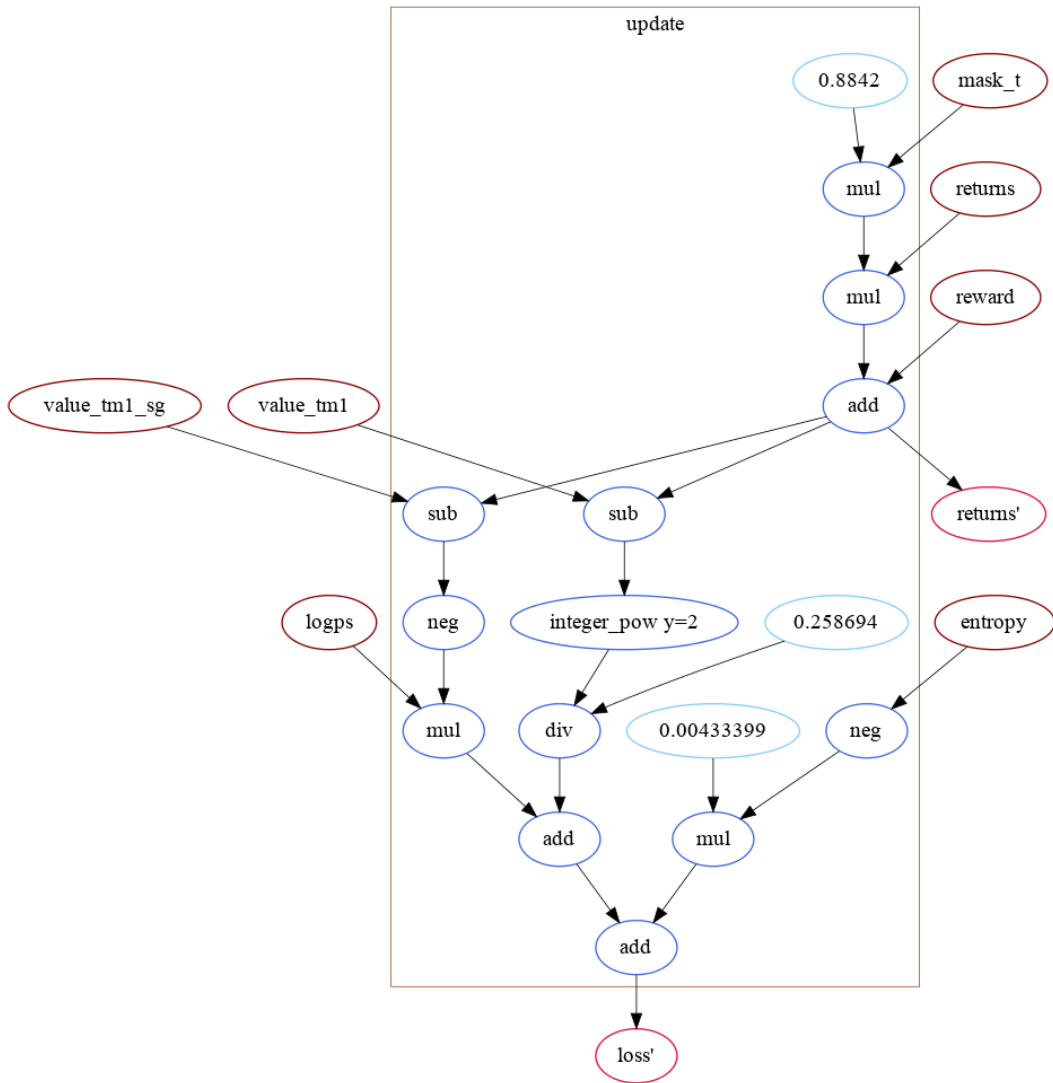 update
0.8842
mask_t
mul
returns
mul
reward
value_tm1_sg
value_tm1
add
sub
sub
returns'
logps
neg
integer_pow y=2
0.258694
entropy
mul
div
0.00433399
neg
add
mul
add
loss'